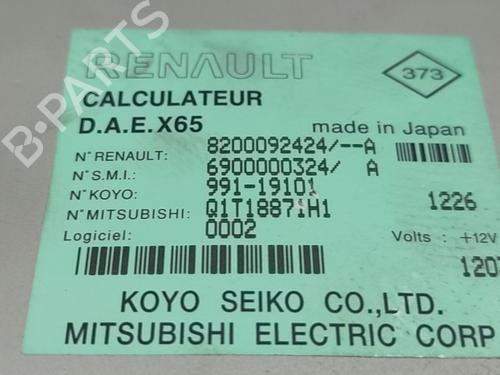 RENAULT
373
CALCULATEUR
D.A.E.X65
made in Japan
N° RENAULT: 8200092424/--A
N° S.M.I.: 6900000324/ A
N° KOYO: 991-19101
N° MITSUBISHI: Q1T18871H1
1226
Logiciel: 0002
Volts : +12V
KOYO SEIKO CO.,LTD.
MITSUBISHI ELECTRIC CORP
B-PARTS